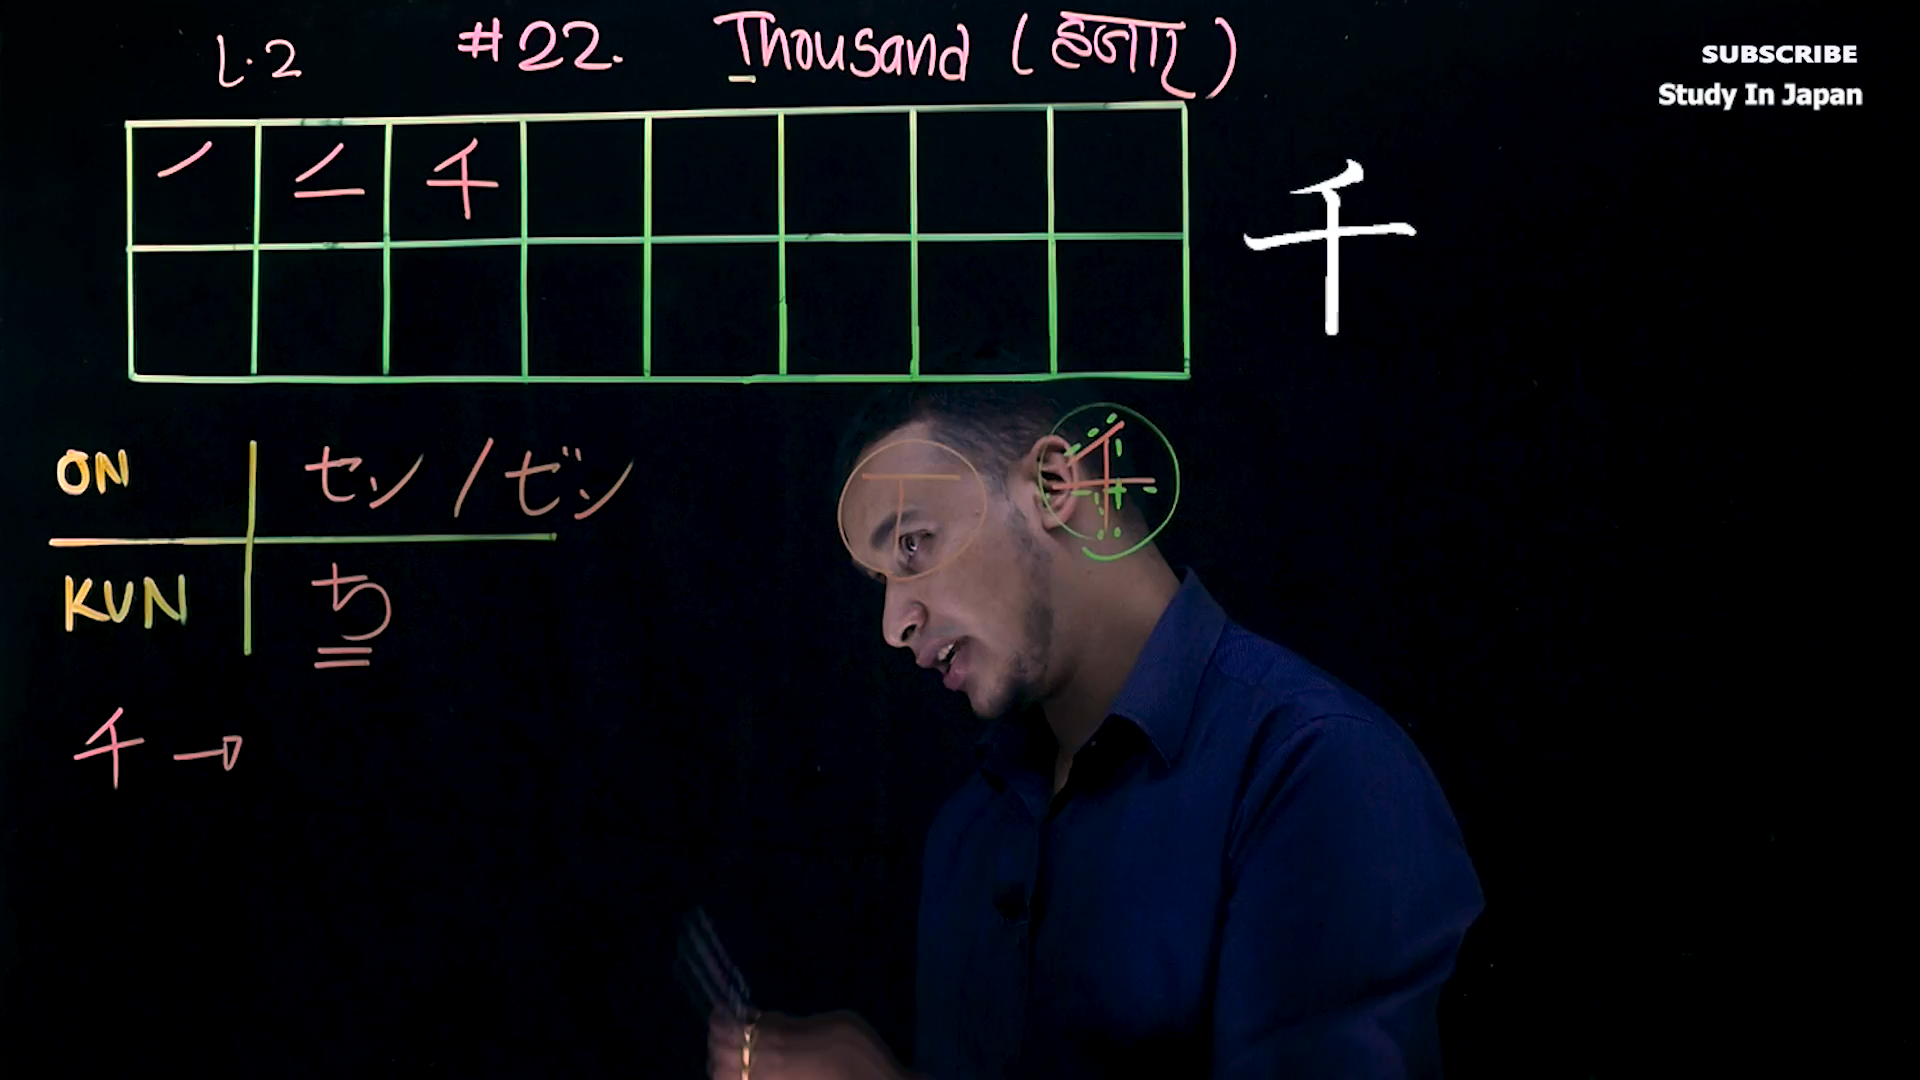 L.2 #22. Thousand (हजार)
SUBSCRIBE
Study In Japan
ノ 二 千
千
ON セン / ゼン
KUN ち
千 →
T
千